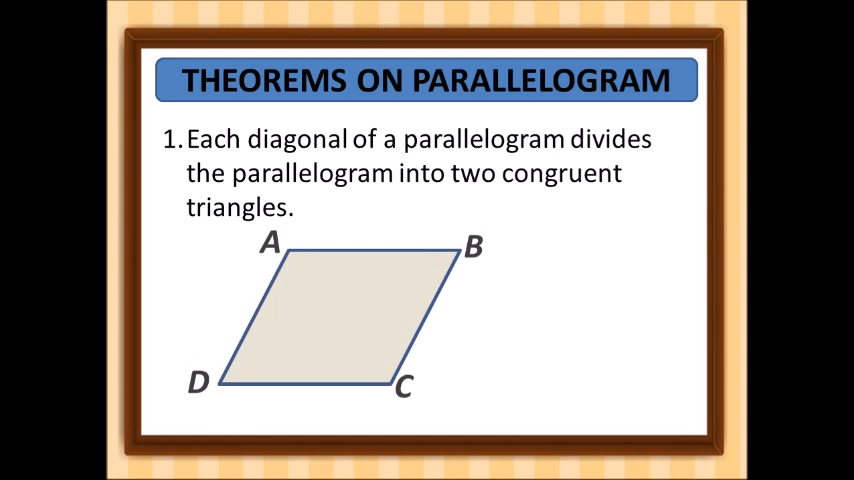 THEOREMS ON PARALLELOGRAM
1. Each diagonal of a parallelogram divides
the parallelogram into two congruent
triangles.
A
B
D
C